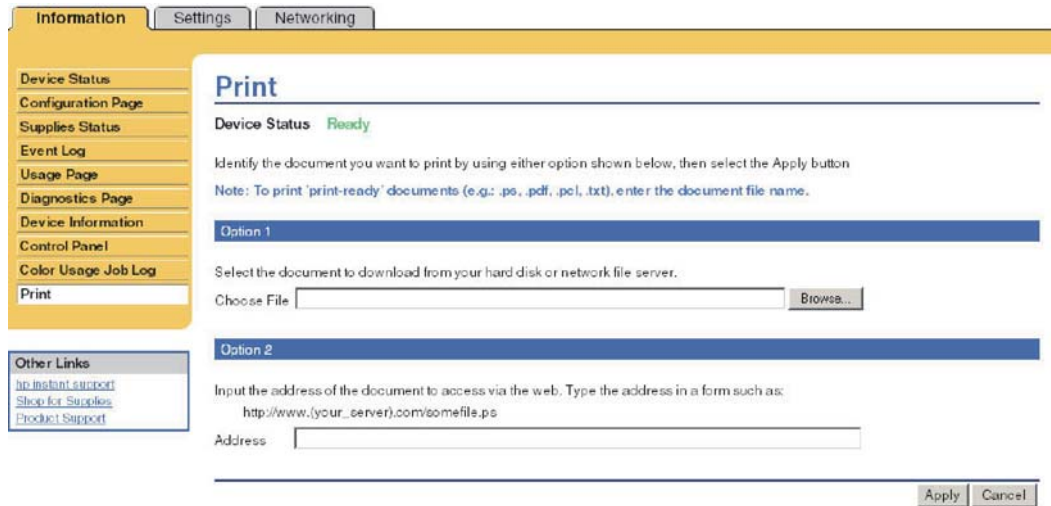 Information
Settings
Networking
Device Status
Configuration Page
Supplies Status
Event Log
Usage Page
Diagnostics Page
Device Information
Control Panel
Color Usage Job Log
Print
Other Links
hp instant support
Shop for Supplies
Product Support
Print
Device Status Ready
Identify the document you want to print by using either option shown below, then select the Apply button
Note: To print 'print-ready' documents (e.g.: .ps, .pdf, .pcl, .txt), enter the document file name.
Option 1
Select the document to download from your hard disk or network file server.
Choose File
Browse...
Option 2
Input the address of the document to access via the web. Type the address in a form such as:
http://www.(your_server).com/somefile.ps
Address
Apply
Cancel